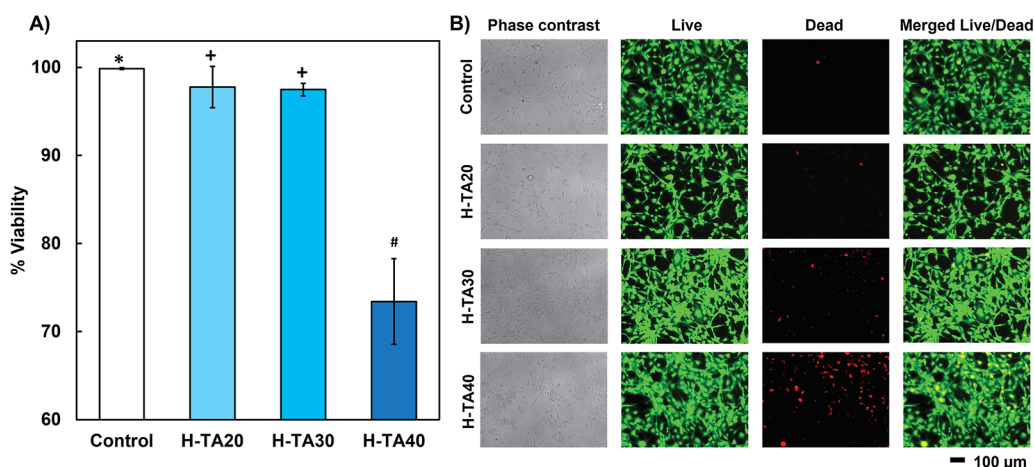 A)
% Viability
100
90
80
70
60
*
+
+
#
Control
H-TA20
H-TA30
H-TA40
B)
Phase contrast
Live
Dead
Merged Live/Dead
Control
H-TA20
H-TA30
H-TA40
100 μm